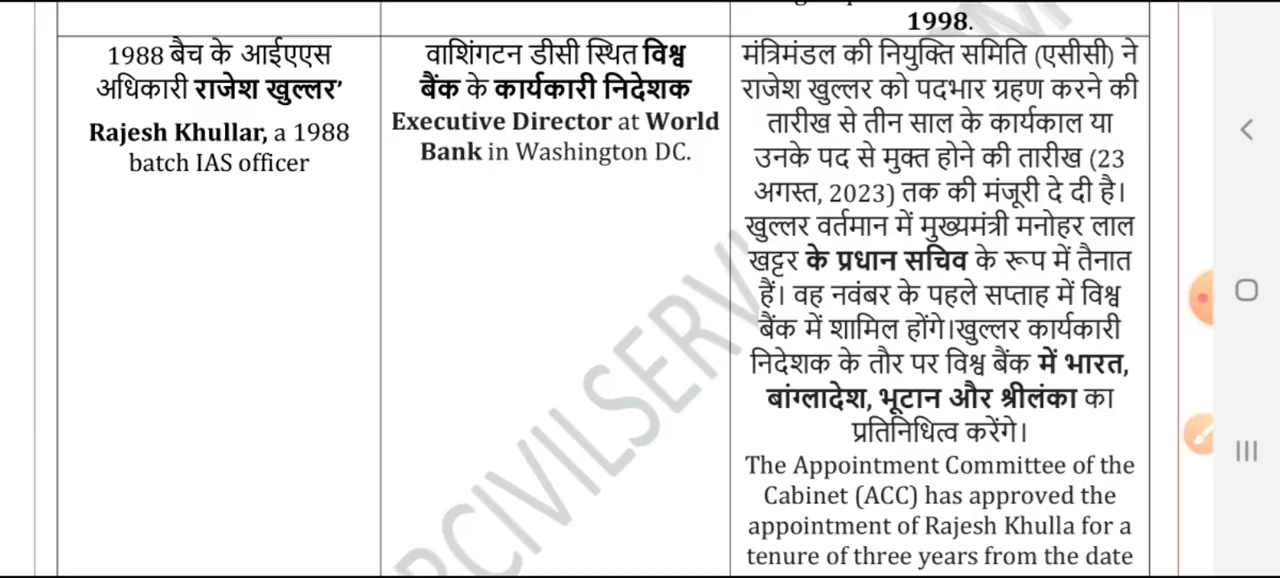 1998.
1988 बैच के आईएएस
अधिकारी राजेश खुल्लर’
Rajesh Khullar, a 1988
batch IAS officer
वाशिंगटन डीसी स्थित विश्व
बैंक के कार्यकारी निदेशक
Executive Director at World
Bank in Washington DC.
मंत्रिमंडल की नियुक्ति समिति (एसीसी) ने
राजेश खुल्लर को पदभार ग्रहण करने की
तारीख से तीन साल के कार्यकाल या
उनके पद से मुक्त होने की तारीख (23
अगस्त, 2023) तक की मंजूरी दे दी है।
खुल्लर वर्तमान में मुख्यमंत्री मनोहर लाल
खट्टर के प्रधान सचिव के रूप में तैनात
हैं। वह नवंबर के पहले सप्ताह में विश्व
बैंक में शामिल होंगे।खुल्लर कार्यकारी
निदेशक के तौर पर विश्व बैंक में भारत,
बांग्लादेश, भूटान और श्रीलंका का
प्रतिनिधित्व करेंगे।
The Appointment Committee of the
Cabinet (ACC) has approved the
appointment of Rajesh Khulla for a
tenure of three years from the date
RCIVILSERV